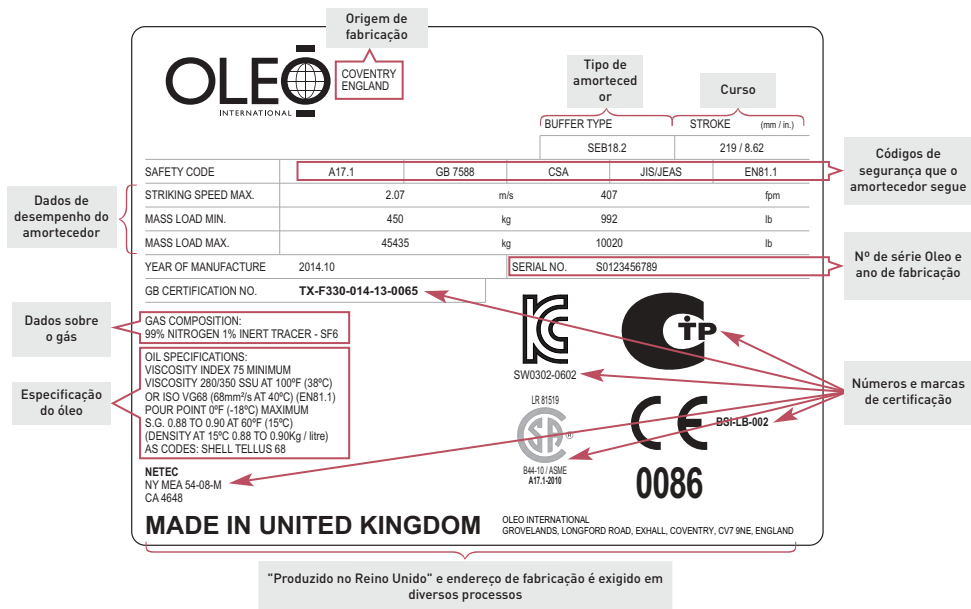 Origem de
fabricação
OLEO
INTERNATIONAL
COVENTRY
ENGLAND
Tipo de
amorteced
or
Curso
BUFFER TYPE
STROKE (mm / in.)
SEB18.2
219 / 8.62
Códigos de
segurança que o
amortecedor segue
SAFETY CODE A17.1 GB 7588 CSA JIS/JEAS EN81.1
Dados de
desempenho do
amortecedor
STRIKING SPEED MAX. 2.07 m/s 407 fpm
MASS LOAD MIN. 450 kg 992 lb
MASS LOAD MAX. 45435 kg 10020 lb
YEAR OF MANUFACTURE 2014.10 SERIAL NO. S0123456789
Nº de série Oleo e
ano de fabricação
GB CERTIFICATION NO. TX-F330-014-13-0065
Dados sobre
o gás
GAS COMPOSITION:
99% NITROGEN 1% INERT TRACER - SF6
Especificação
do óleo
OIL SPECIFICATIONS:
VISCOSITY INDEX 75 MINIMUM
VISCOSITY 280/350 SSU AT 100ºF (38ºC)
OR ISO VG68 (68mm²/s AT 40ºC) (EN81.1)
POUR POINT 0ºF (-18ºC) MAXIMUM
S.G. 0.88 TO 0.90 AT 60ºF (15ºC)
(DENSITY AT 15ºC 0.88 TO 0.90Kg / litre)
AS CODES: SHELL TELLUS 68
KC
SW0302-0602
CTP
Números e marcas
de certificação
LR 81519
SA ®
B44-10 / ASME
A17.1-2010
CE
BSI-LB-002
0086
NETEC
NY MEA 54-08-M
CA 4648
MADE IN UNITED KINGDOM
OLEO INTERNATIONAL
GROVELANDS, LONGFORD ROAD, EXHALL, COVENTRY, CV7 9NE, ENGLAND
"Produzido no Reino Unido" e endereço de fabricação é exigido em
diversos processos